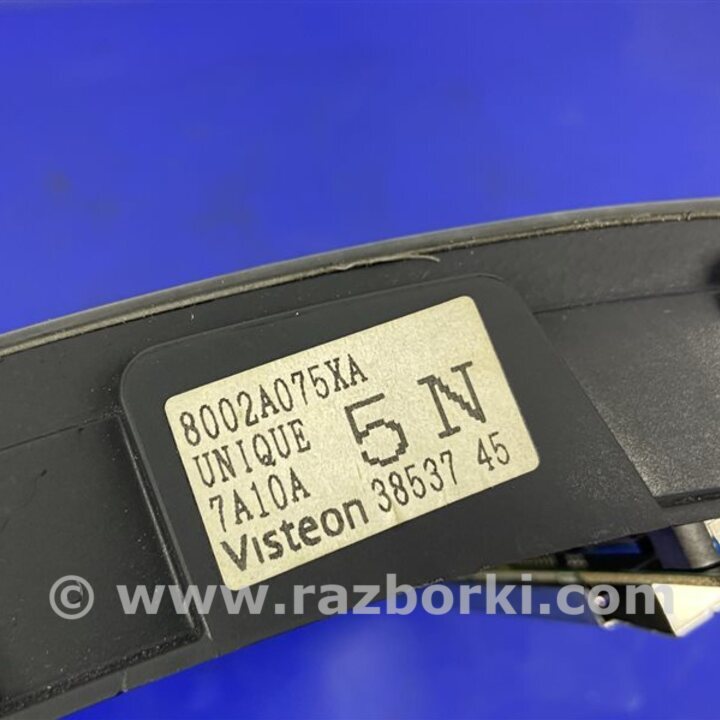 8002A075XA
UNIQUE
7A10A
5 N
Visteon 38537 45
© www.razborki.com